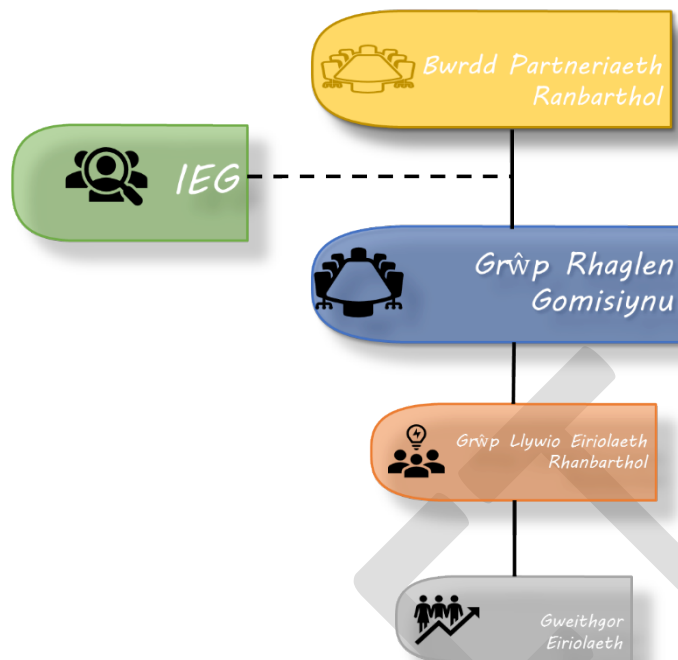 Bwrdd Partneriaeth
Ranbarthol
IEG
Grŵp Rhaglen
Gomisiynu
Grŵp Llywio Eiriolaeth
Rhanbarthol
Gweithgor
Eiriolaeth